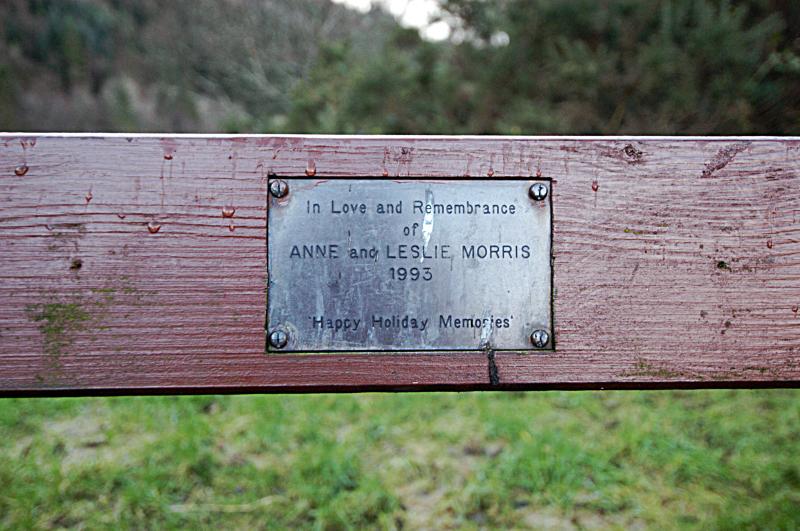 In Love and Remembrance
of
ANNE and LESLIE MORRIS
1993
'Happy Holiday Memories'